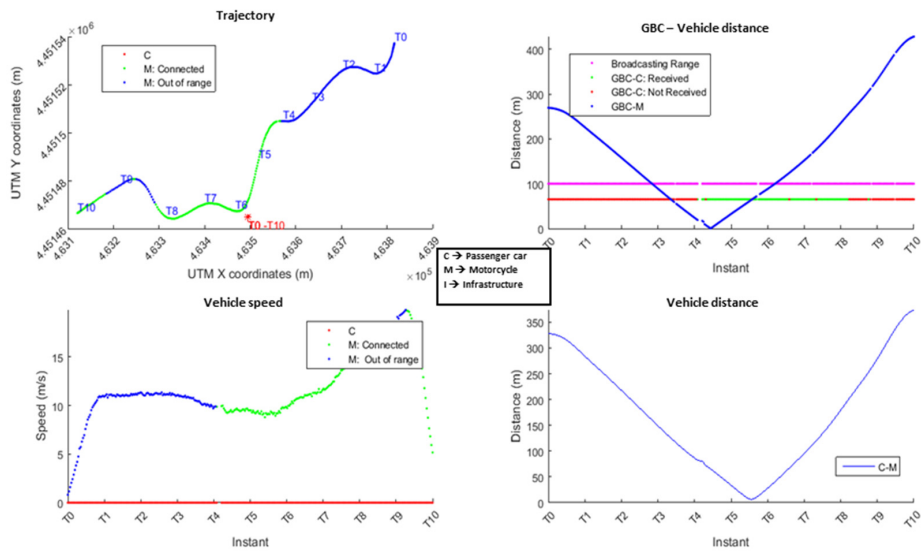 Trajectory
× 10⁶
4.45154
4.45152
4.4515
4.45148
4.45146
UTM Y coordinates (m)
C
M: Connected
M: Out of range
T0
T1
T2
T3
T4
T5
T6
T7
T8
T9
T10
T0 -T10
4.631
4.632
4.633
4.634
4.635
4.636
4.637
4.638
4.639
UTM X coordinates (m)
× 10⁵
GBC – Vehicle distance
400
300
200
100
0
Distance (m)
Broadcasting Range
GBC-C: Received
GBC-C: Not Received
GBC-M
T0
T1
T2
T3
T4
T5
T6
T7
T8
T9
T10
Instant
C → Passenger car
M → Motorcycle
I → Infrastructure
Vehicle speed
15
10
5
0
Speed (m/s)
C
M: Connected
M: Out of range
T0
T1
T2
T3
T4
T5
T6
T7
T8
T9
T10
Instant
Vehicle distance
350
300
250
200
150
100
50
0
Distance (m)
C-M
T0
T1
T2
T3
T4
T5
T6
T7
T8
T9
T10
Instant